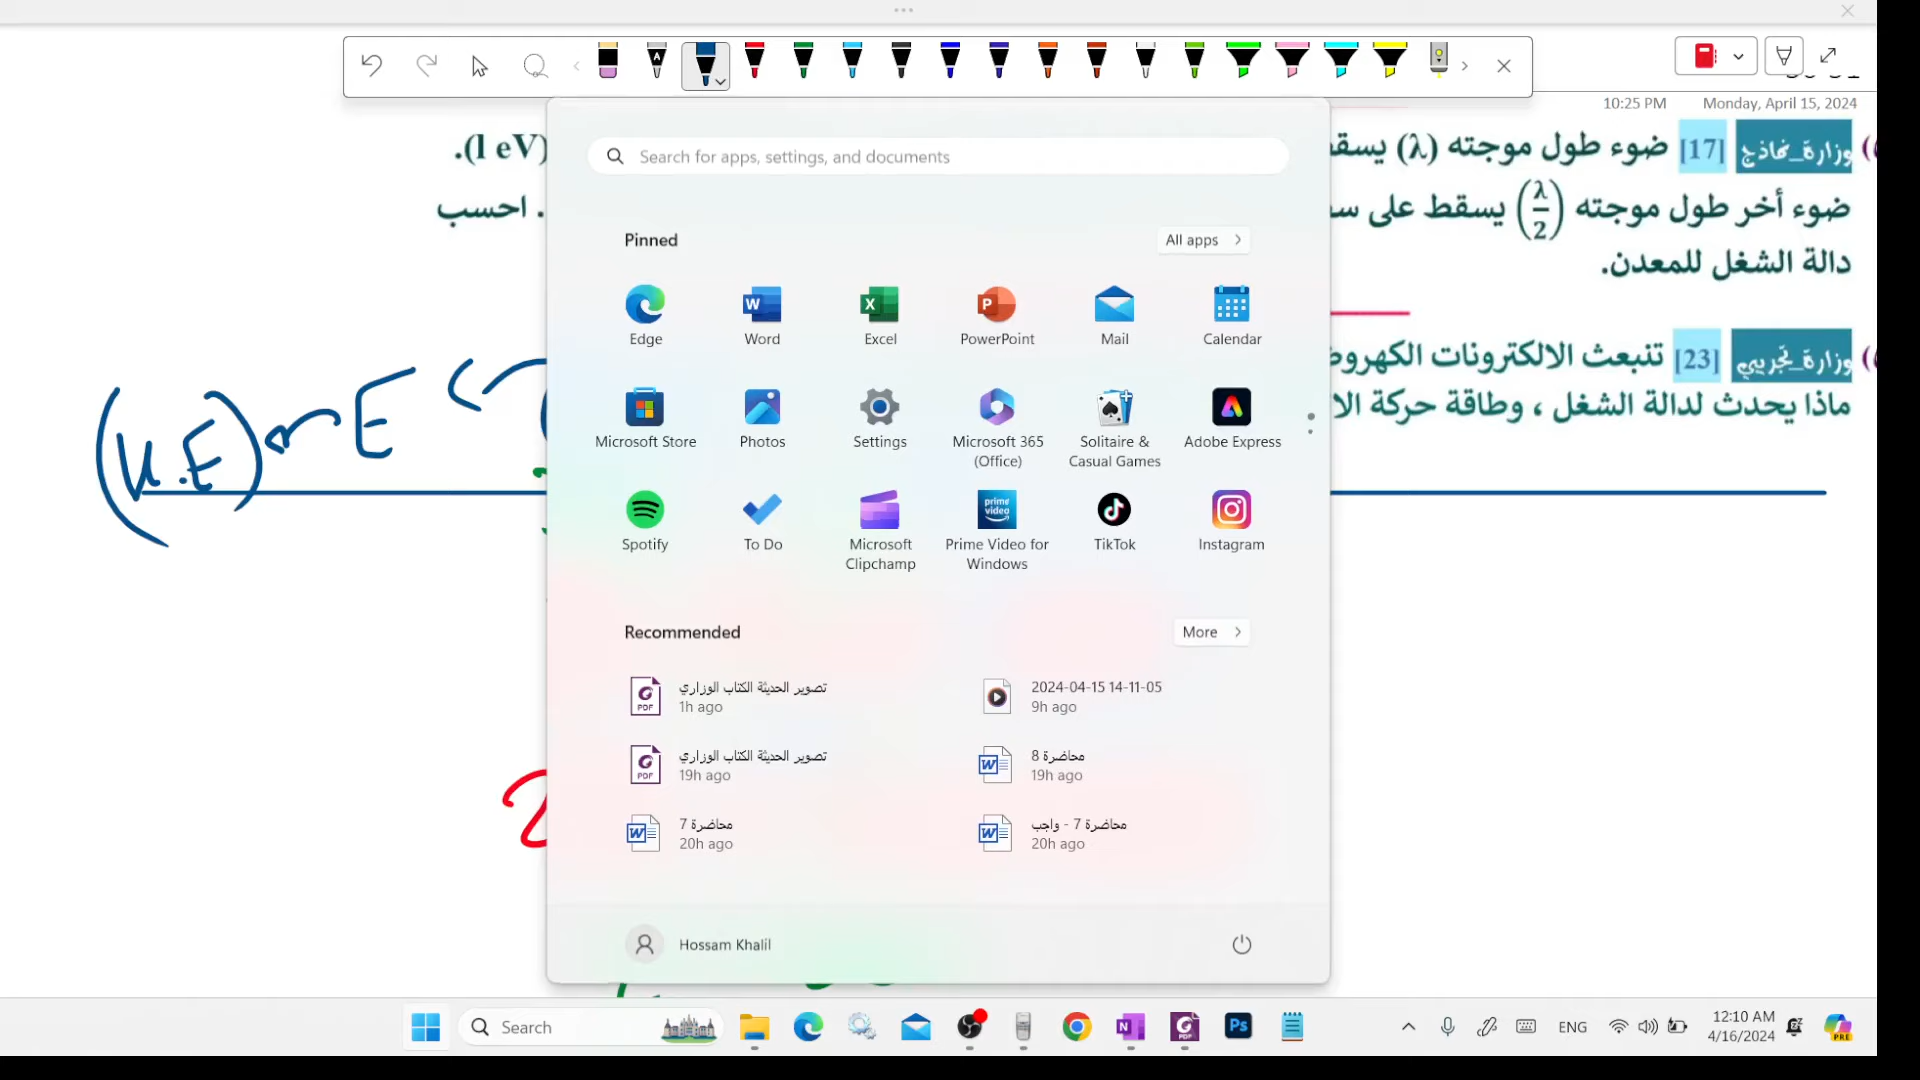 10:25 PM Monday, April 15, 2024
وزارة_نماذج [17] ضوء طول موجته (λ) يسقط
(1 eV).
ضوء أخر طول موجته (λ/2) يسقط على
. احسب
دالة الشغل للمعدن.
وزارة_تجريبي [23] تنبعث الالكترونات
ماذا يحدث لدالة الشغل ، وطاقة حركة
(K.E) E
Search for apps, settings, and documents
Pinned
All apps
Edge
Word
Excel
PowerPoint
Mail
Calendar
Microsoft Store
Photos
Settings
Microsoft 365 (Office)
Solitaire & Casual Games
Adobe Express
Spotify
To Do
Microsoft Clipchamp
Prime Video for Windows
TikTok
Instagram
Recommended
More
تصوير الحديثة الكتاب الوزاري
1h ago
2024-04-15 14-11-05
9h ago
تصوير الحديثة الكتاب الوزاري
19h ago
محاضرة 8
19h ago
محاضرة 7
20h ago
محاضرة 7 - واجب
20h ago
Hossam Khalil
Search
ENG
12:10 AM
4/16/2024